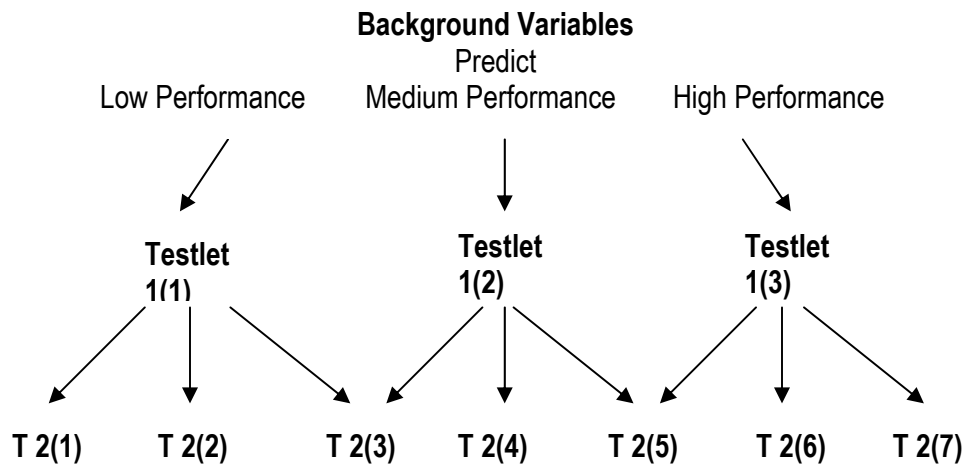 Background Variables
Predict
Low Performance Medium Performance High Performance
Testlet 1(1)
Testlet 1(2)
Testlet 1(3)
T 2(1) T 2(2) T 2(3) T 2(4) T 2(5) T 2(6) T 2(7)